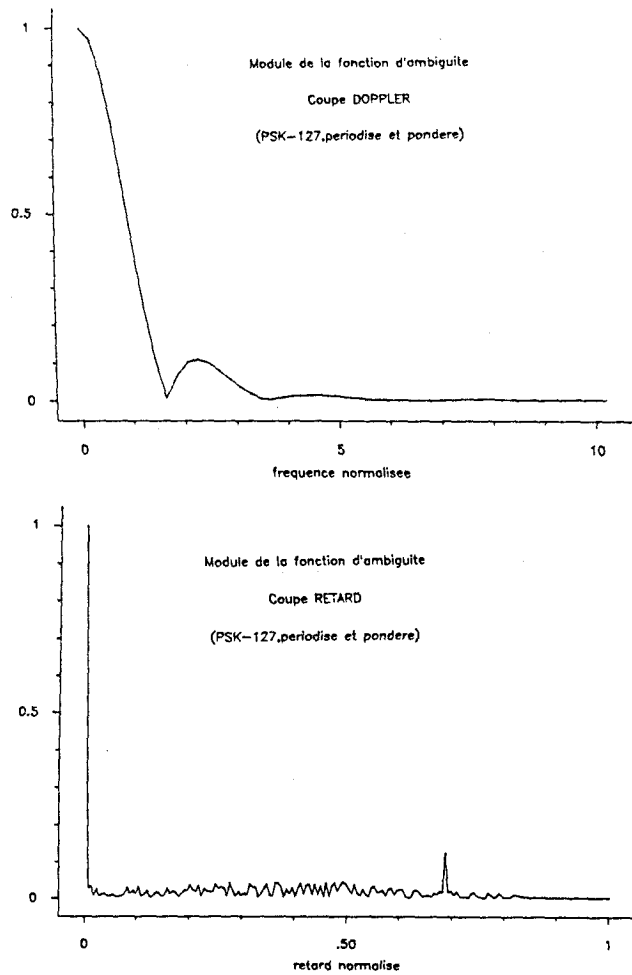 1
Module de la fonction d'ambiguite
Coupe DOPPLER
(PSK-127,periodise et pondere)
0.5
0
0
5
10
fréquence normalisee
1
Module de la fonction d'ambiguite
Coupe RETARD
(PSK-127,periodise et pondere)
0.5
0
0
.50
1
retard normalise